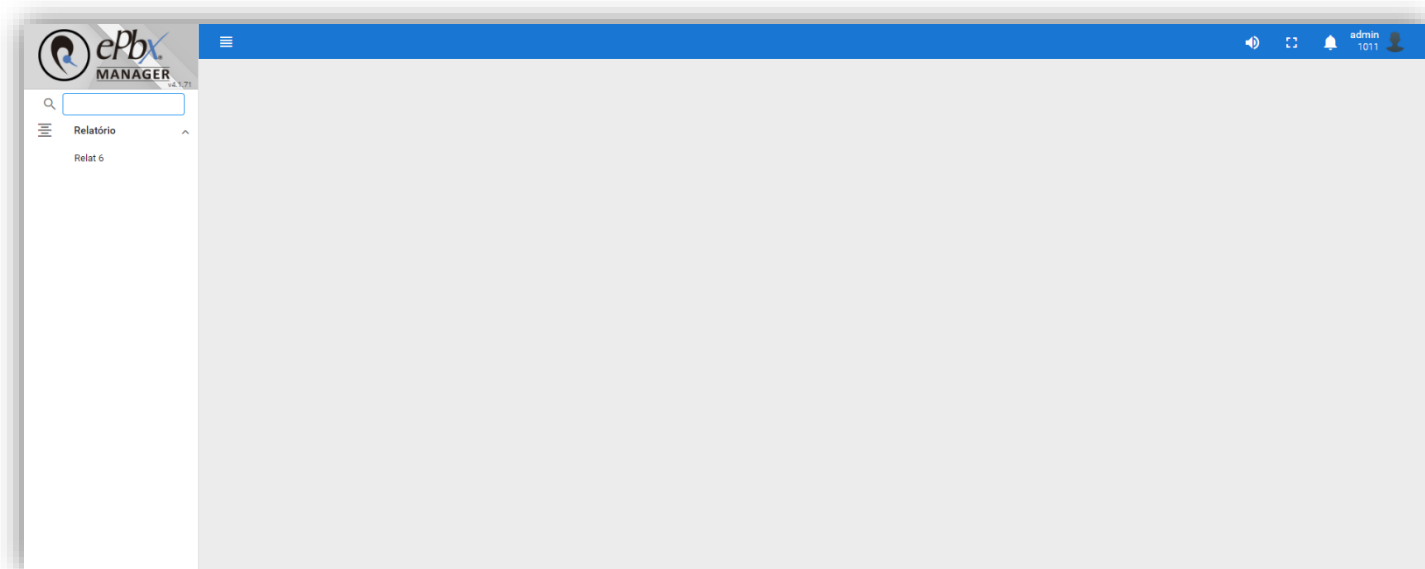 ePbx
MANAGER
v4.1.71
admin
1011
Relatório
Relat 6